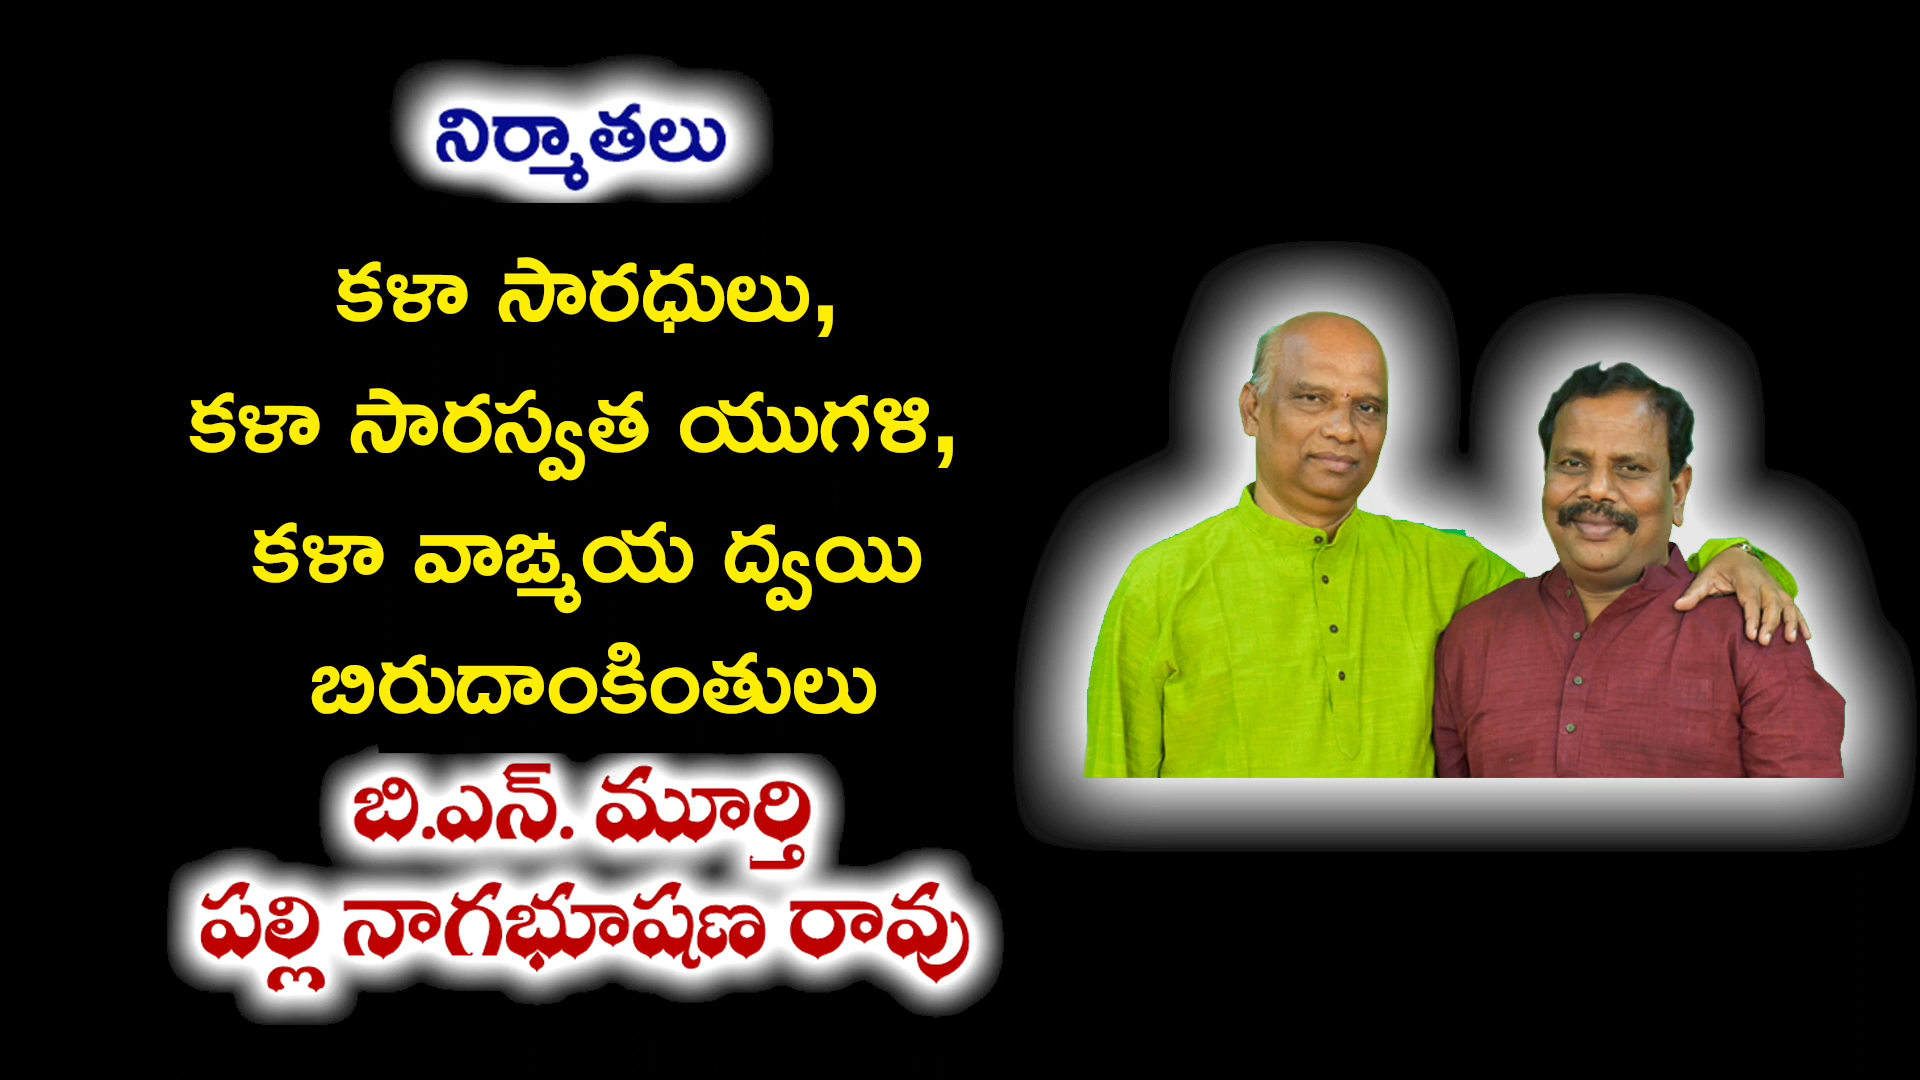 నిర్మాతలు
కళా సారధులు,
కళా సారస్వత యుగళి,
కళా వాఙ్మయ ద్వయి
బిరుదాంకింతులు
బి.ఎన్. మూర్తి
పల్లి నాగభూషణ రావు